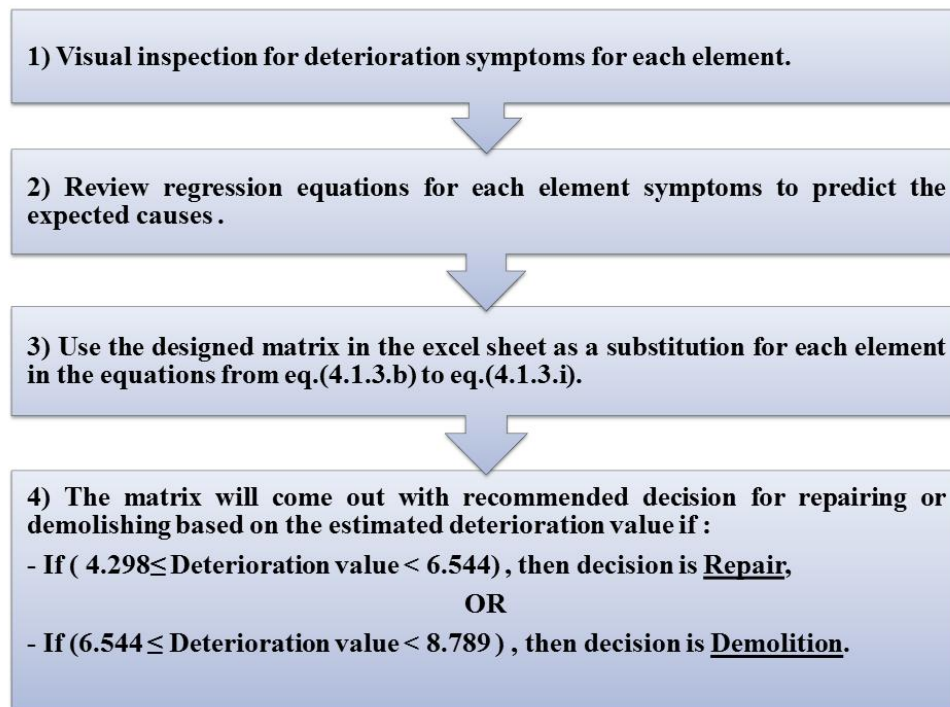 1) Visual inspection for deterioration symptoms for each element.
2) Review regression equations for each element symptoms to predict the
expected causes .
3) Use the designed matrix in the excel sheet as a substitution for each element
in the equations from eq.(4.1.3.b) to eq.(4.1.3.i).
4) The matrix will come out with recommended decision for repairing or
demolishing based on the estimated deterioration value if :
- If ( 4.298≤ Deterioration value < 6.544) , then decision is Repair,
OR
- If (6.544 ≤ Deterioration value < 8.789 ) , then decision is Demolition.